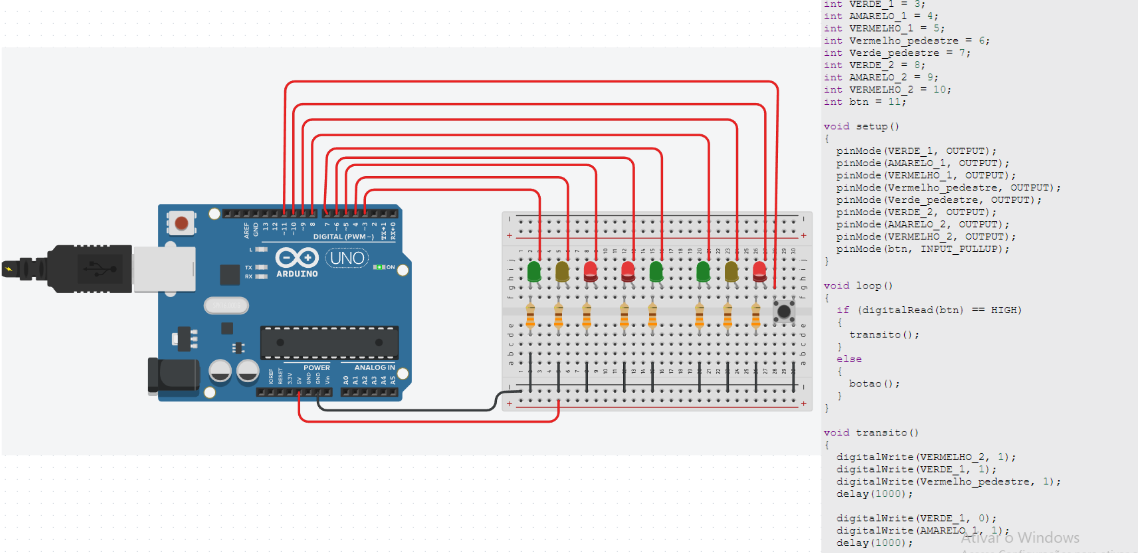 int VERDE_1 = 3;
int AMARELO_1 = 4;
int VERMELHO_1 = 5;
int Vermelho_pedestre = 6;
int Verde_pedestre = 7;
int VERDE_2 = 8;
int AMARELO_2 = 9;
int VERMELHO_2 = 10;
int btn = 11;
void setup()
{
pinMode(VERDE_1, OUTPUT);
pinMode(AMARELO_1, OUTPUT);
pinMode(VERMELHO_1, OUTPUT);
pinMode(Vermelho_pedestre, OUTPUT);
pinMode(Verde_pedestre, OUTPUT);
pinMode(VERDE_2, OUTPUT);
pinMode(AMARELO_2, OUTPUT);
pinMode(VERMELHO_2, OUTPUT);
pinMode(btn, INPUT_PULLUP);
}
void loop()
{
if (digitalRead(btn) == HIGH)
{
transito();
}
else
{
botao();
}
}
void transito()
{
digitalWrite(VERMELHO_2, 1);
digitalWrite(VERDE_1, 1);
digitalWrite(Vermelho_pedestre, 1);
delay(1000);
digitalWrite(VERDE_1, 0);
digitalWrite(AMARELO_1, 1);
delay(1000);
Ativar o Windows
AREF
GND
13
12
~11
~10
~9
8
7
~6
~5
4
~3
2
TX→1
RX←0
DIGITAL (PWM~)
L
TX
RX
ARDUINO
UNO
ON
POWER
ANALOG IN
IOREF
RESET
3.3V
5V
GND
GND
Vin
A0
A1
A2
A3
A4
A5